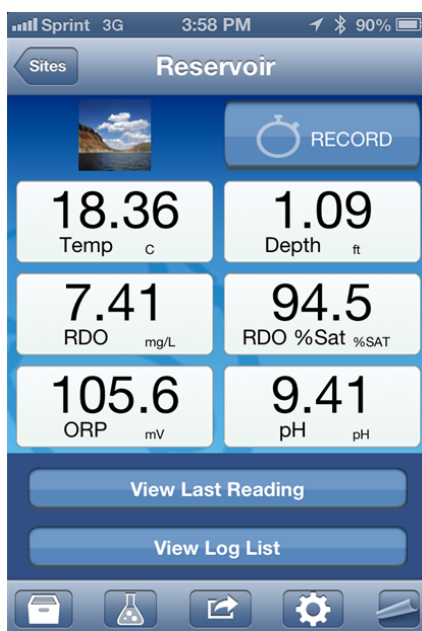 Sprint 3G 3:58 PM 90%
Sites Reservoir
RECORD
18.36 1.09
Temp C Depth ft
7.41 94.5
RDO mg/L RDO %Sat %SAT
105.6 9.41
ORP mV pH pH
View Last Reading
View Log List